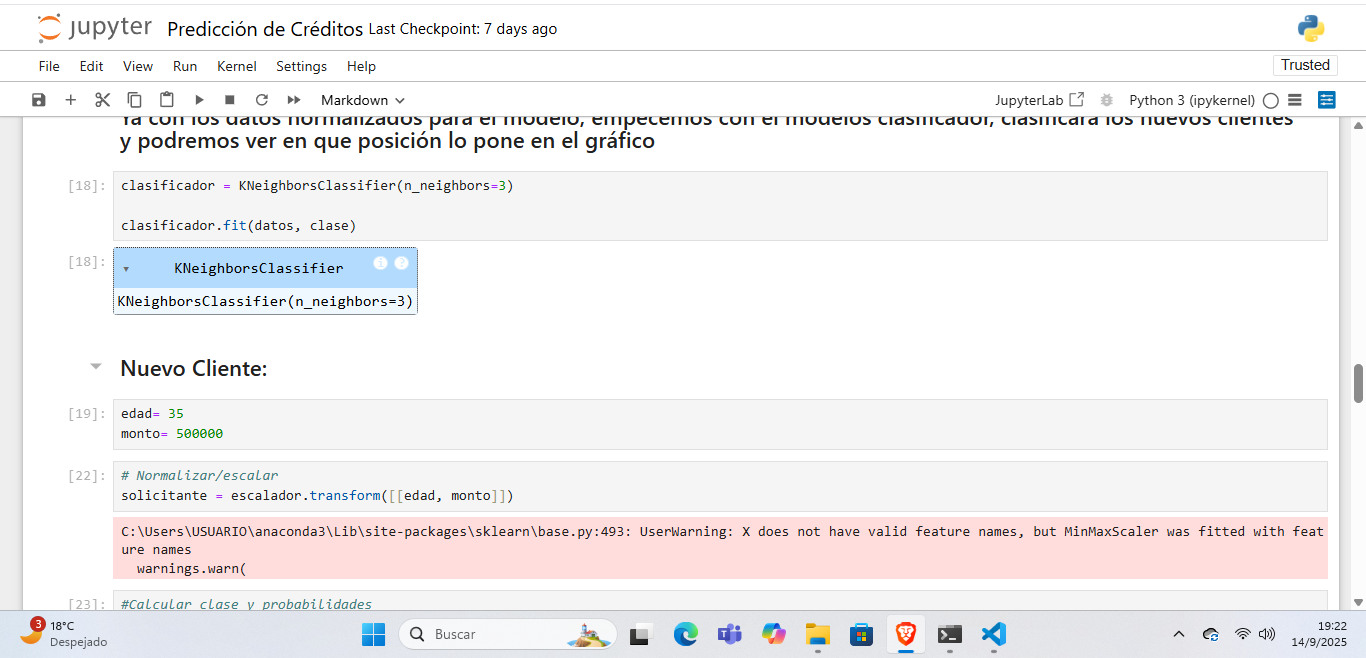 jupyter Predicción de Créditos Last Checkpoint: 7 days ago
File Edit View Run Kernel Settings Help
Trusted
Markdown
JupyterLab
Python 3 (ipykernel)
Ya con los datos normalizados para el modelo, empecemos con el modelos clasificador, clasificara los nuevos clientes
y podremos ver en que posición lo pone en el gráfico
[18]: clasificador = KNeighborsClassifier(n_neighbors=3)
clasificador.fit(datos, clase)
[18]: KNeighborsClassifier
KNeighborsClassifier(n_neighbors=3)
Nuevo Cliente:
[19]: edad= 35
monto= 500000
[22]: # Normalizar/escalar
solicitante = escalador.transform([[edad, monto]])
C:\Users\USUARIO\anaconda3\Lib\site-packages\sklearn\base.py:493: UserWarning: X does not have valid feature names, but MinMaxScaler was fitted with feat
ure names
warnings.warn(
[23]: #Calcular clase y probabilidades
3
18°C
Despejado
Buscar
19:22
14/9/2025